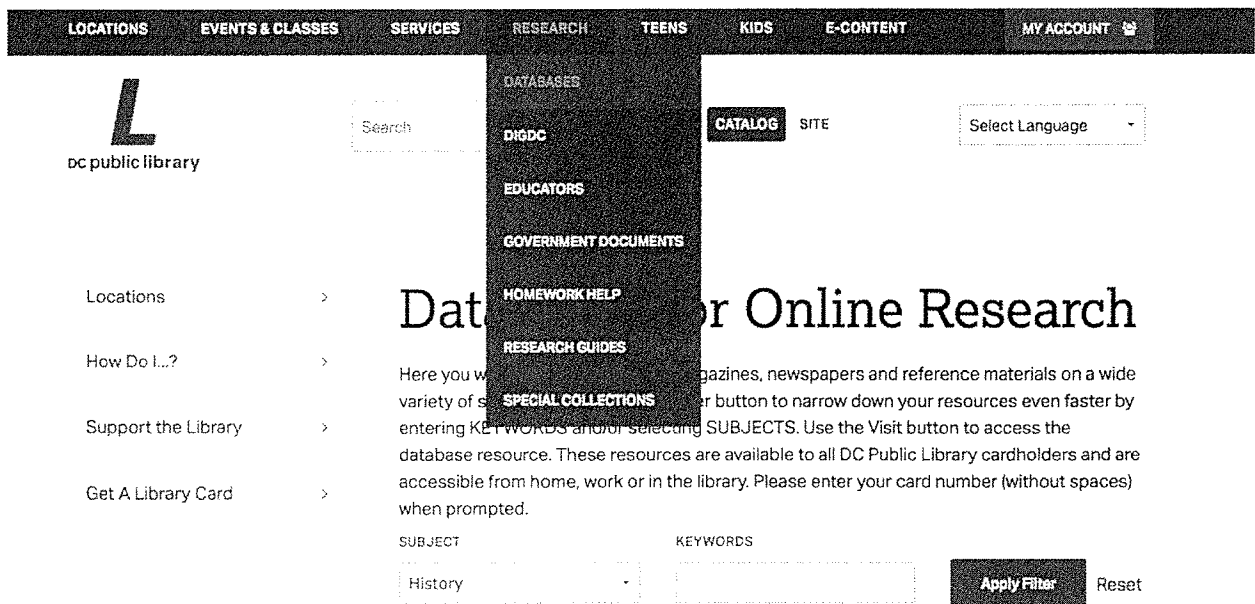 LOCATIONS EVENTS & CLASSES SERVICES RESEARCH TEENS KIDS E-CONTENT MY ACCOUNT
DATABASES
L
DC public library
Search
CATALOG SITE
Select Language
DIGDC
EDUCATORS
GOVERNMENT DOCUMENTS
HOMEWORK HELP
RESEARCH GUIDES
SPECIAL COLLECTIONS
Locations >
How Do I...? >
Support the Library >
Get A Library Card >
Dat r Online Research
Here you w gazines, newspapers and reference materials on a wide
variety of s er button to narrow down your resources even faster by
entering KEYWORDS and/or selecting SUBJECTS. Use the Visit button to access the
database resource. These resources are available to all DC Public Library cardholders and are
accessible from home, work or in the library. Please enter your card number (without spaces)
when prompted.
SUBJECT KEYWORDS
History
Apply Filter Reset